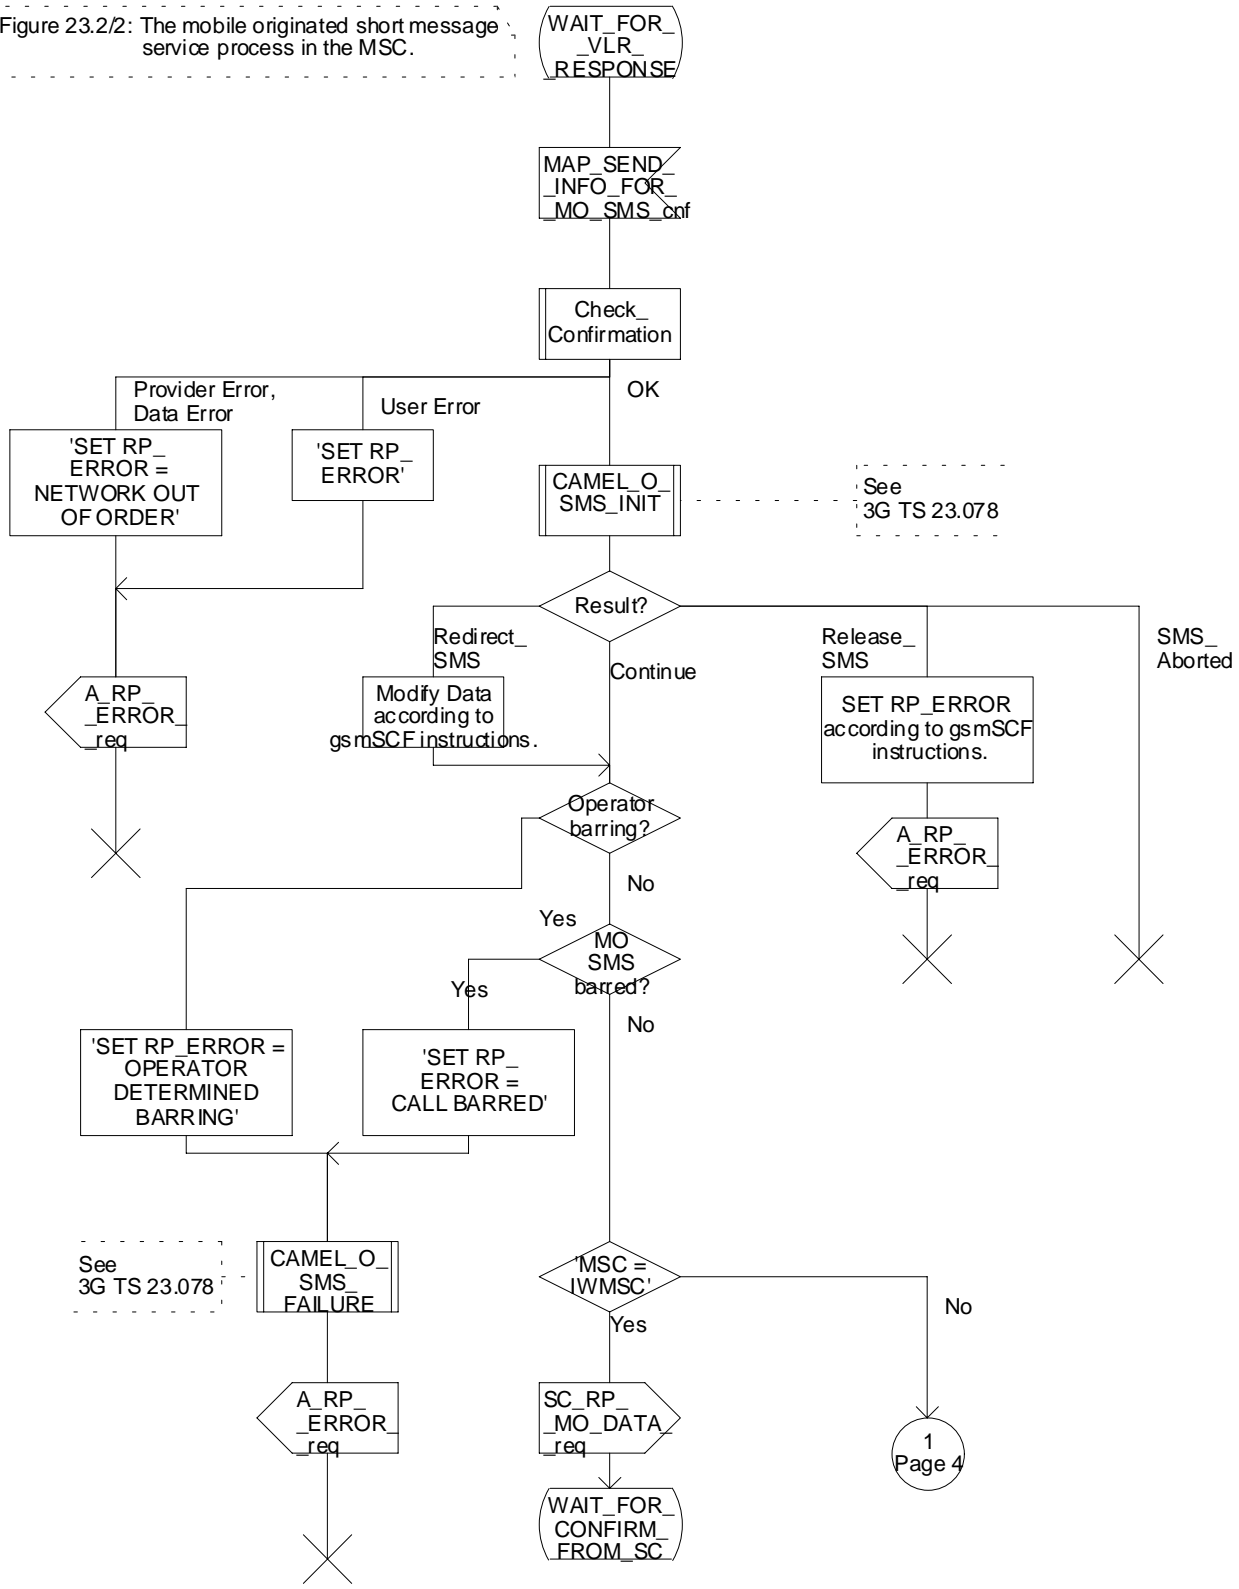 Figure 23.2/2: The mobile originated short message
service process in the MSC.
WAIT_FOR_
_VLR_
_RESPONSE
MAP_SEND_
_INFO_FOR_
_MO_SMS_cnf
Check_
Confirmation
Provider Error,
Data Error
User Error
OK
'SET RP_
ERROR =
NETWORK OUT
OF ORDER'
'SET RP_
ERROR'
CAMEL_O_
SMS_INIT
See
3G TS 23.078
Result?
Redirect_
SMS
Continue
Release_
SMS
SMS_
Aborted
A_RP_
_ERROR_
_req
Modify Data
according to
gsmSCF instructions.
SET RP_ERROR
according to gsmSCF
instructions.
Operator
barring?
A_RP_
_ERROR_
_req
No
Yes
MO
SMS
barred?
Yes
No
'SET RP_ERROR =
OPERATOR
DETERMINED
BARRING'
'SET RP_
ERROR =
CALL BARRED'
See
3G TS 23.078
CAMEL_O_
SMS_
FAILURE
'MSC =
IWMSC'
No
Yes
A_RP_
_ERROR_
_req
SC_RP_
_MO_DATA_
_req
1
Page 4
WAIT_FOR_
CONFIRM_
FROM_SC